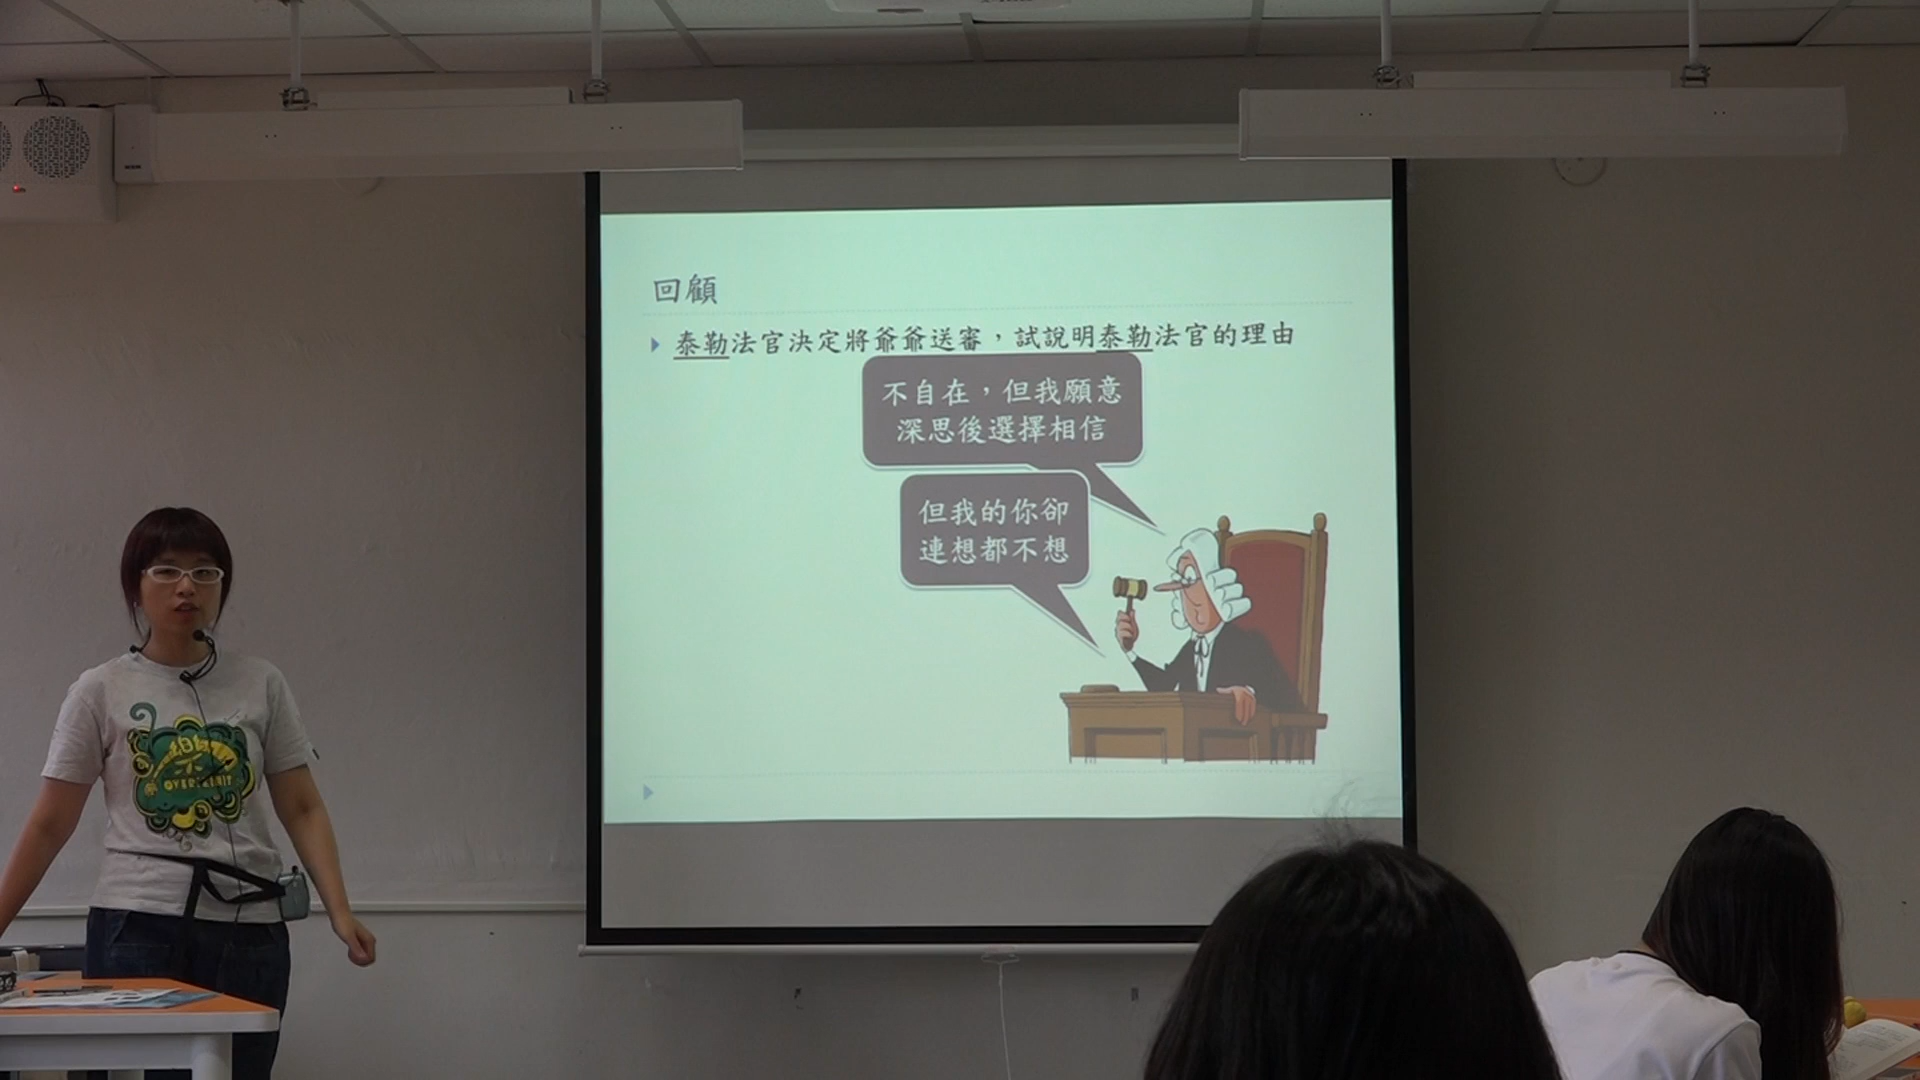 回顧
泰勒法官決定將爺爺送審，試說明泰勒法官的理由
不自在，但我願意
深思後選擇相信
但我的你卻
連想都不想